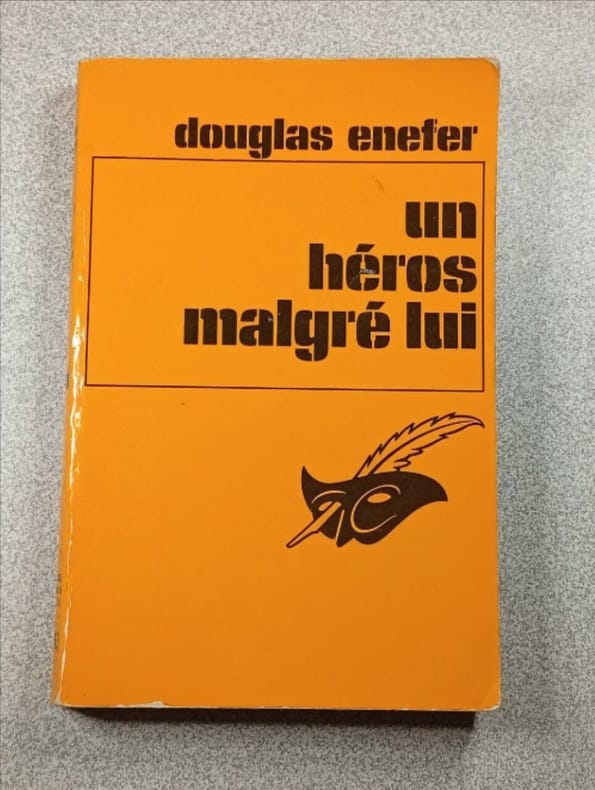 douglas enefer
un
héros
malgré lui